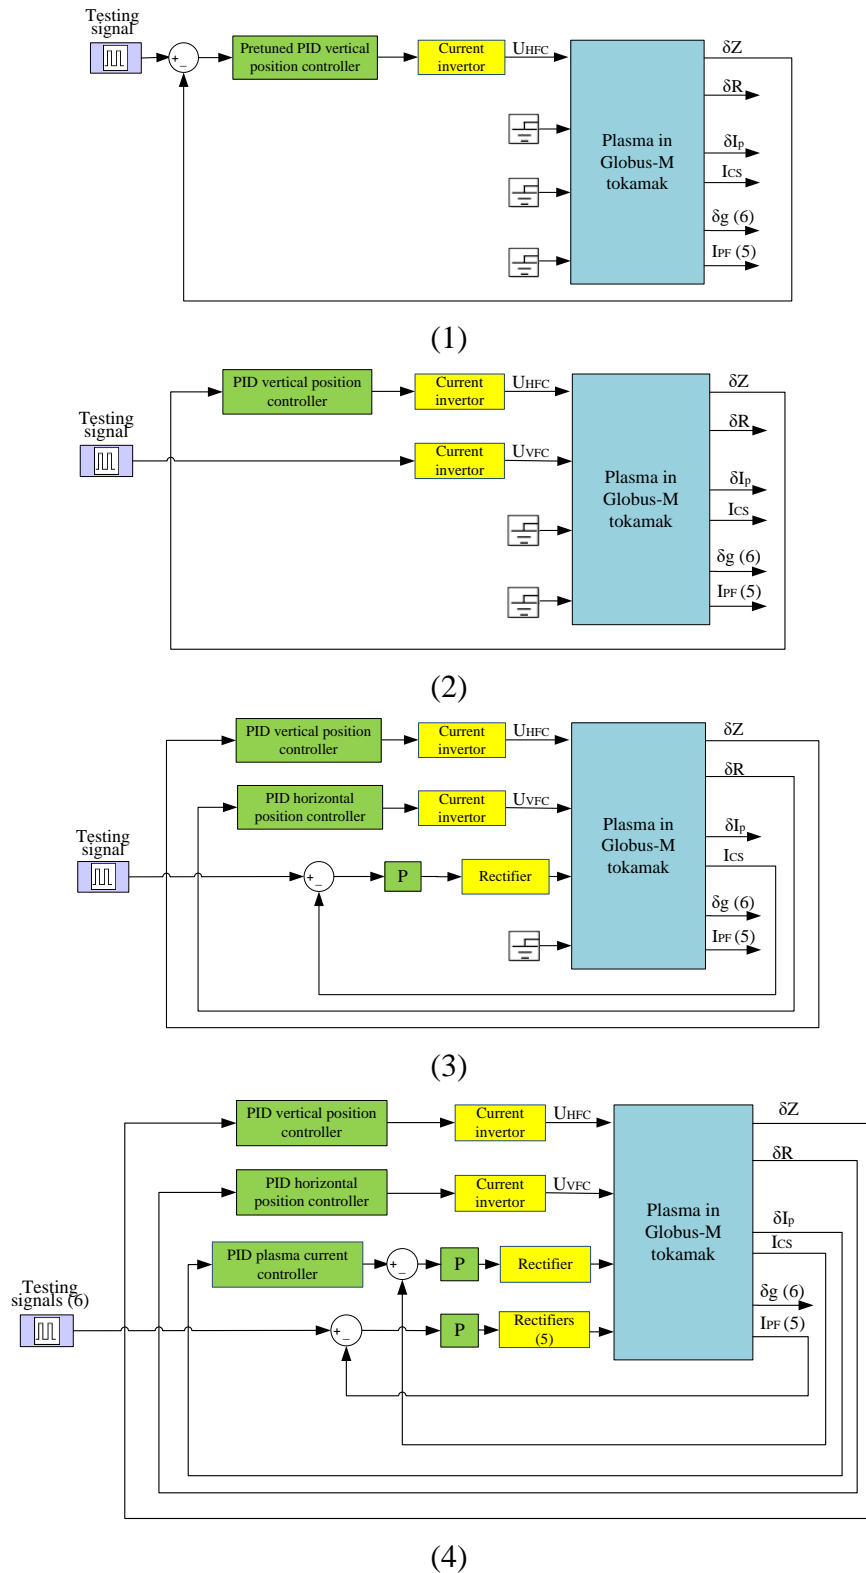 Testing
signal
Pretuned PID vertical
position controller
Current
invertor
UHFC
δZ
δR
+
_
Plasma in
Globus-M
tokamak
δIp
ICS
δg (6)
IPF (5)
(1)
PID vertical position
controller
Current
invertor
UHFC
δZ
δR
Testing
signal
Current
invertor
UVFC
Plasma in
Globus-M
tokamak
δIp
ICS
δg (6)
IPF (5)
(2)
PID vertical position
controller
Current
invertor
UHFC
δZ
δR
PID horizontal
position controller
Current
invertor
UVFC
Plasma in
Globus-M
tokamak
δIp
ICS
Testing
signal
+
_
P
Rectifier
δg (6)
IPF (5)
(3)
PID vertical position
controller
Current
invertor
UHFC
δZ
δR
PID horizontal
position controller
Current
invertor
UVFC
Plasma in
Globus-M
tokamak
δIp
ICS
PID plasma current
controller
+
_
P
Rectifier
δg (6)
IPF (5)
Testing
signals (6)
+
_
P
Rectifiers
(5)
(4)